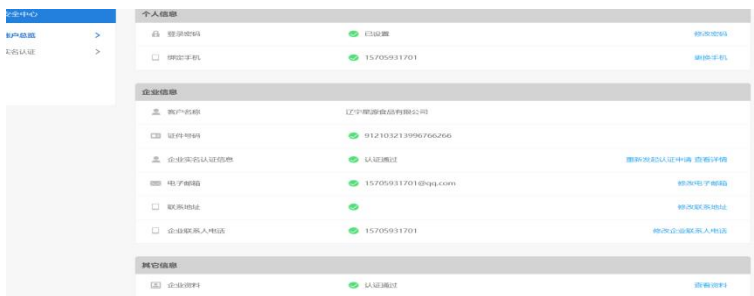 安全中心
账户总览 >
实名认证 >
个人信息
登录密码 已设置 修改密码
绑定手机 15705931701 更换手机
企业信息
账户名称 辽宁 源食品有限公司
证件号码 912103213996766266
企业实名认证信息 认证通过 重新发起认证申请 查看详情
电子邮箱 15705931701@qq.com 修改电子邮箱
联系地址 修改联系地址
企业联系人电话 15705931701 修改企业联系人电话
其它信息
企业资料 认证通过 查看资料